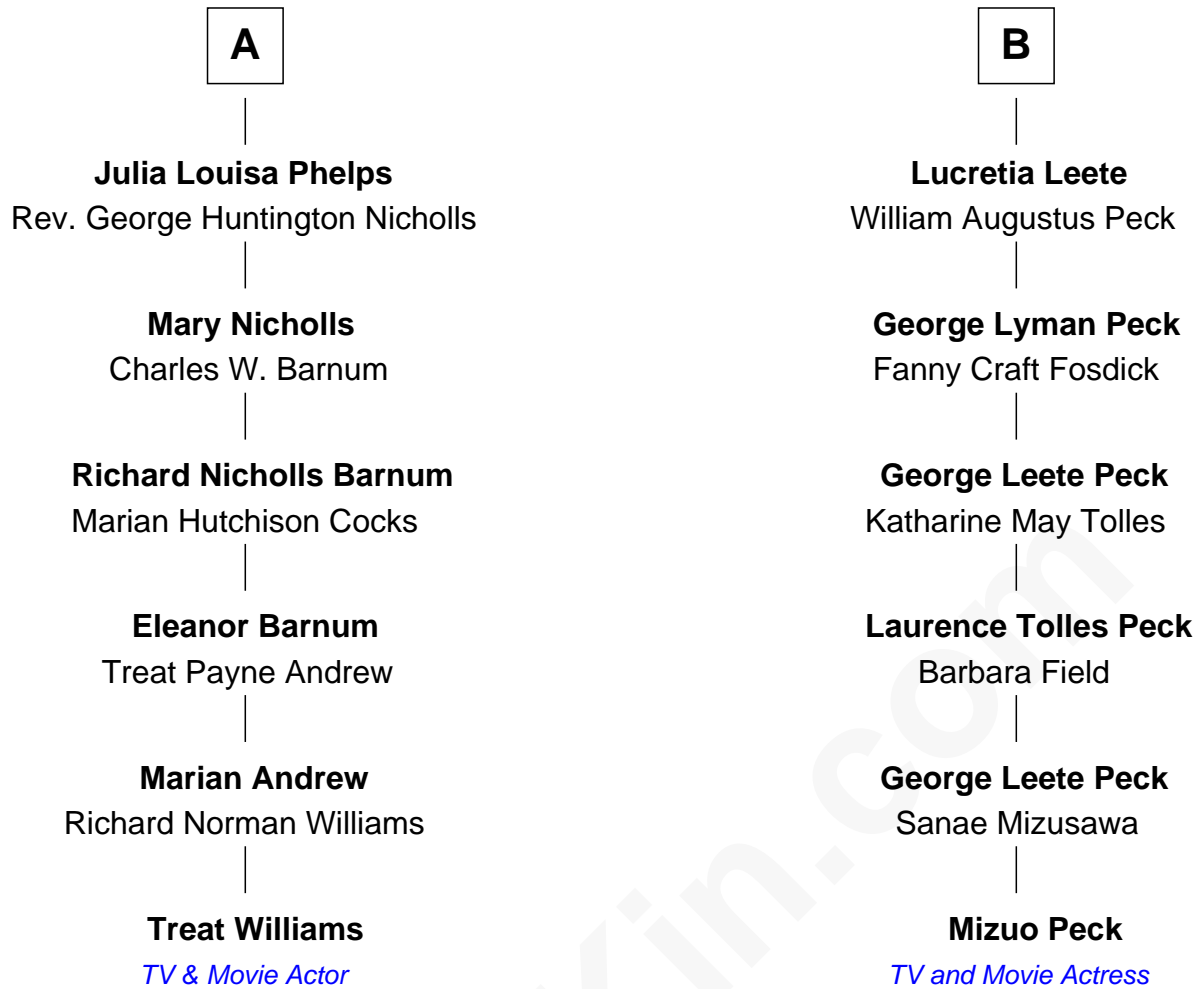 A
Julia Louisa Phelps
Rev. George Huntington Nicholls
Mary Nicholls
Charles W. Barnum
Richard Nicholls Barnum
Marian Hutchison Cocks
Eleanor Barnum
Treat Payne Andrew
Marian Andrew
Richard Norman Williams
Treat Williams
TV & Movie Actor
B
Lucretia Leete
William Augustus Peck
George Lyman Peck
Fanny Craft Fosdick
George Leete Peck
Katharine May Tolles
Laurence Tolles Peck
Barbara Field
George Leete Peck
Sanae Mizusawa
Mizuo Peck
TV and Movie Actress
Kin.com